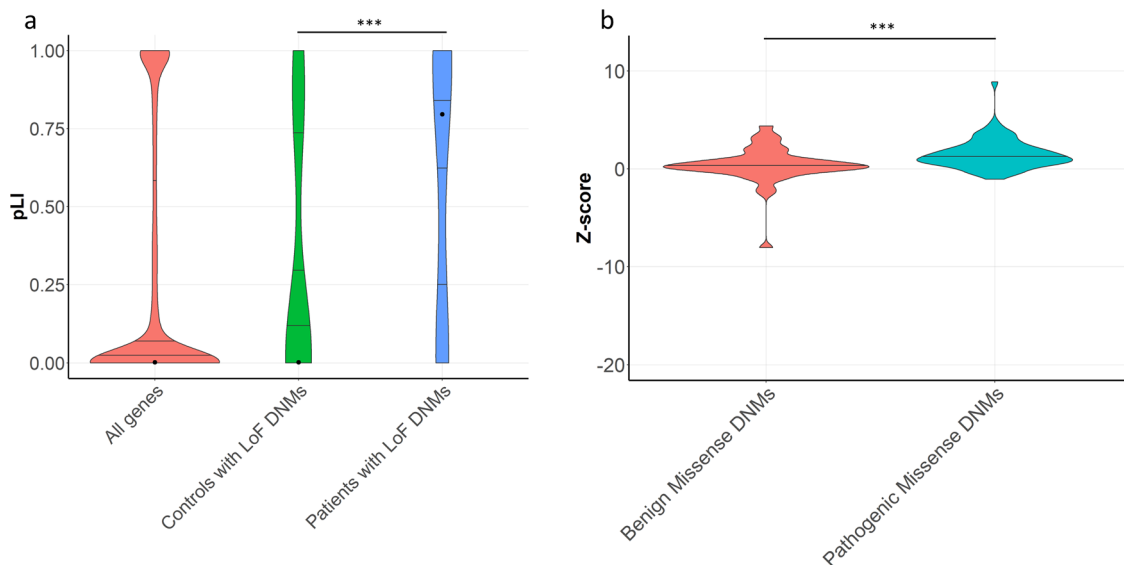 a
***
pLI
1.00
0.75
0.50
0.25
0.00
All genes
Controls with LoF DNMs
Patients with LoF DNMs
b
***
Z-score
10
0
-10
-20
Benign Missense DNMs
Pathogenic Missense DNMs